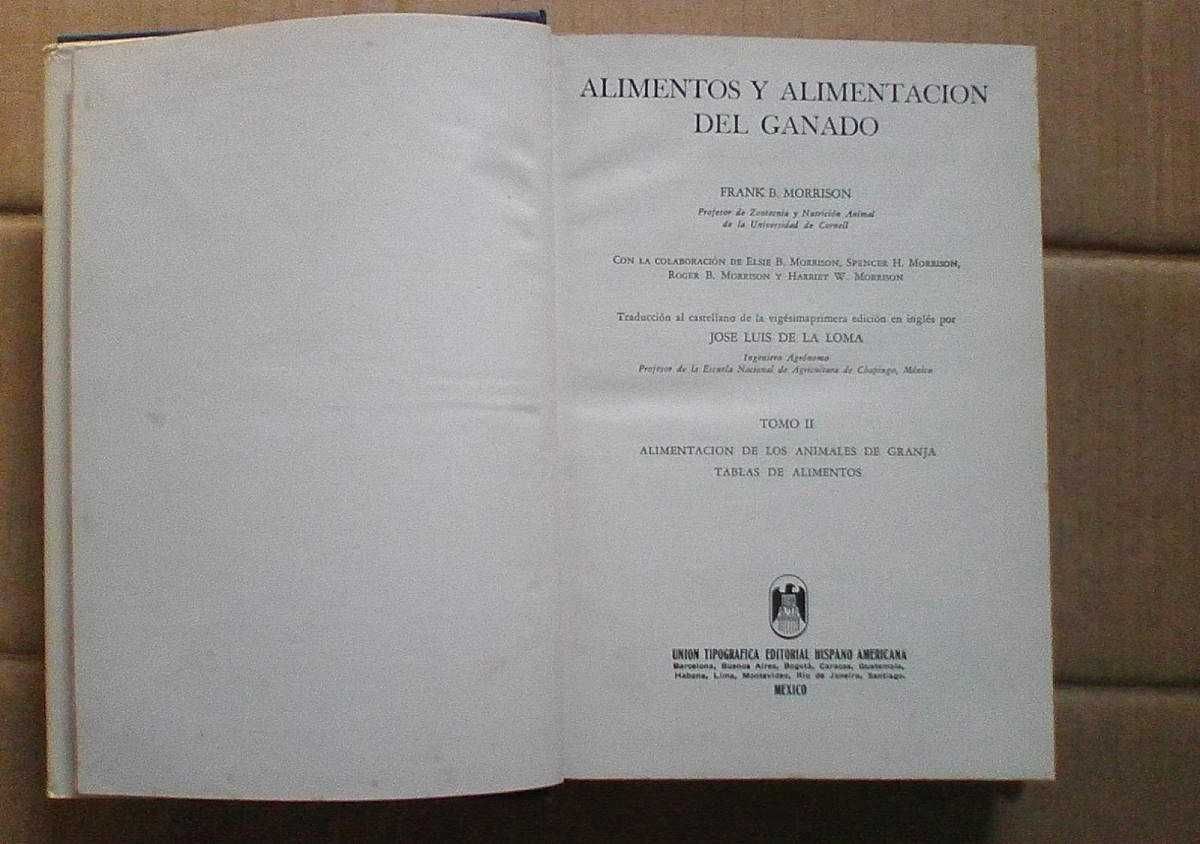 ALIMENTOS Y ALIMENTACION
DEL GANADO
FRANK B. MORRISON
Profesor de Zootecnia y Nutrición Animal
de la Universidad de Cornell
CON LA COLABORACIÓN DE ELSIE B. MORRISON, SPENCER H. MORRISON,
ROGER B. MORRISON Y HARRIET W. MORRISON
Traducción al castellano de la vigésimaprimera edición en inglés por
JOSE LUIS DE LA LOMA
Ingeniero Agrónomo
Profesor de la Escuela Nacional de Agricultura de Chapingo, México
TOMO II
ALIMENTACION DE LOS ANIMALES DE GRANJA
TABLAS DE ALIMENTOS
UNION TIPOGRAFICA EDITORIAL HISPANO AMERICANA
Barcelona, Buenos Aires, Bogotá, Caracas, Guatemala,
Habana, Lima, Montevideo, Rio de Janeiro, Santiago.
MEXICO